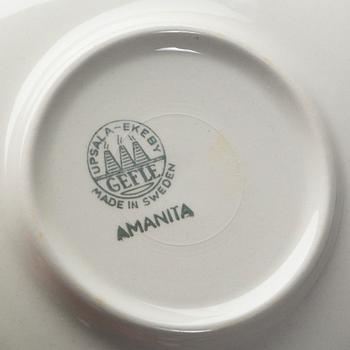 UPSALA-EKEBY
GEFLE
MADE IN SWEDEN
AMANITA